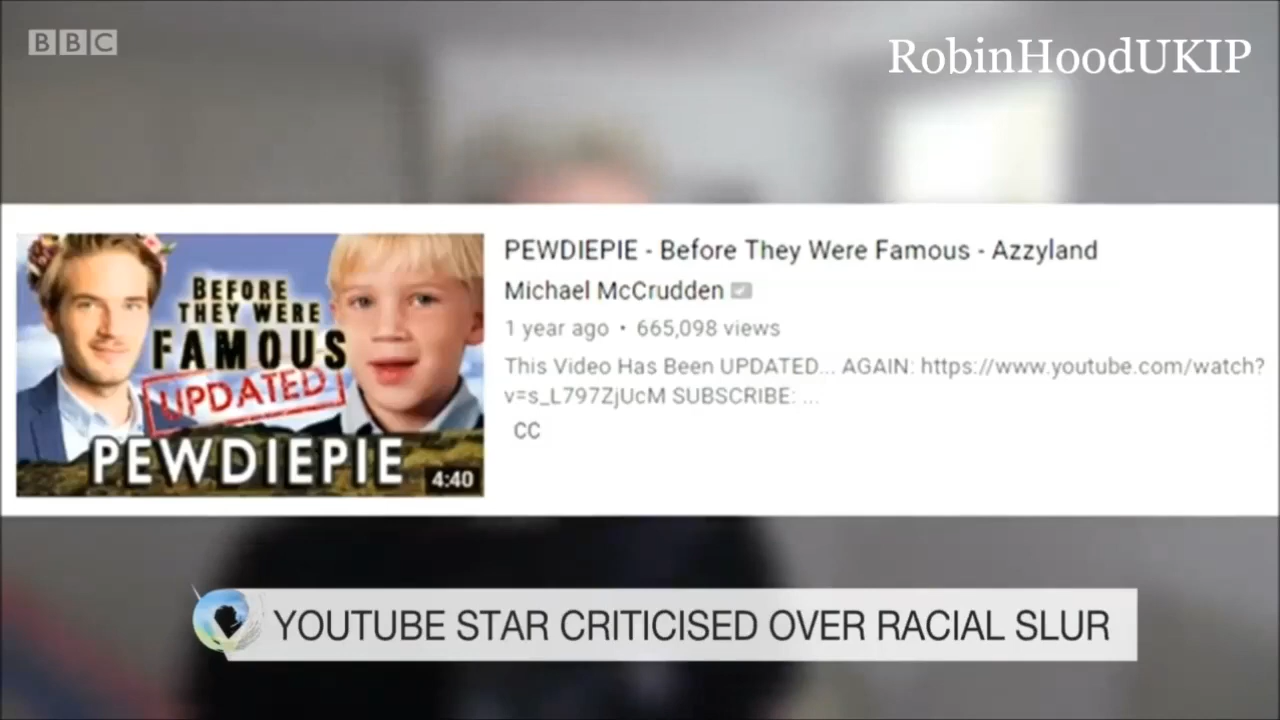 BBC
RobinHoodUKIP
BEFORE
THEY WERE
FAMOUS
UPDATED
PEWDIEPIE
4:40
PEWDIEPIE - Before They Were Famous - Azzyland
Michael McCrudden
1 year ago • 665,098 views
This Video Has Been UPDATED... AGAIN: https://www.youtube.com/watch?
v=s_L797ZjUcM SUBSCRIBE: ...
CC
YOUTUBE STAR CRITICISED OVER RACIAL SLUR